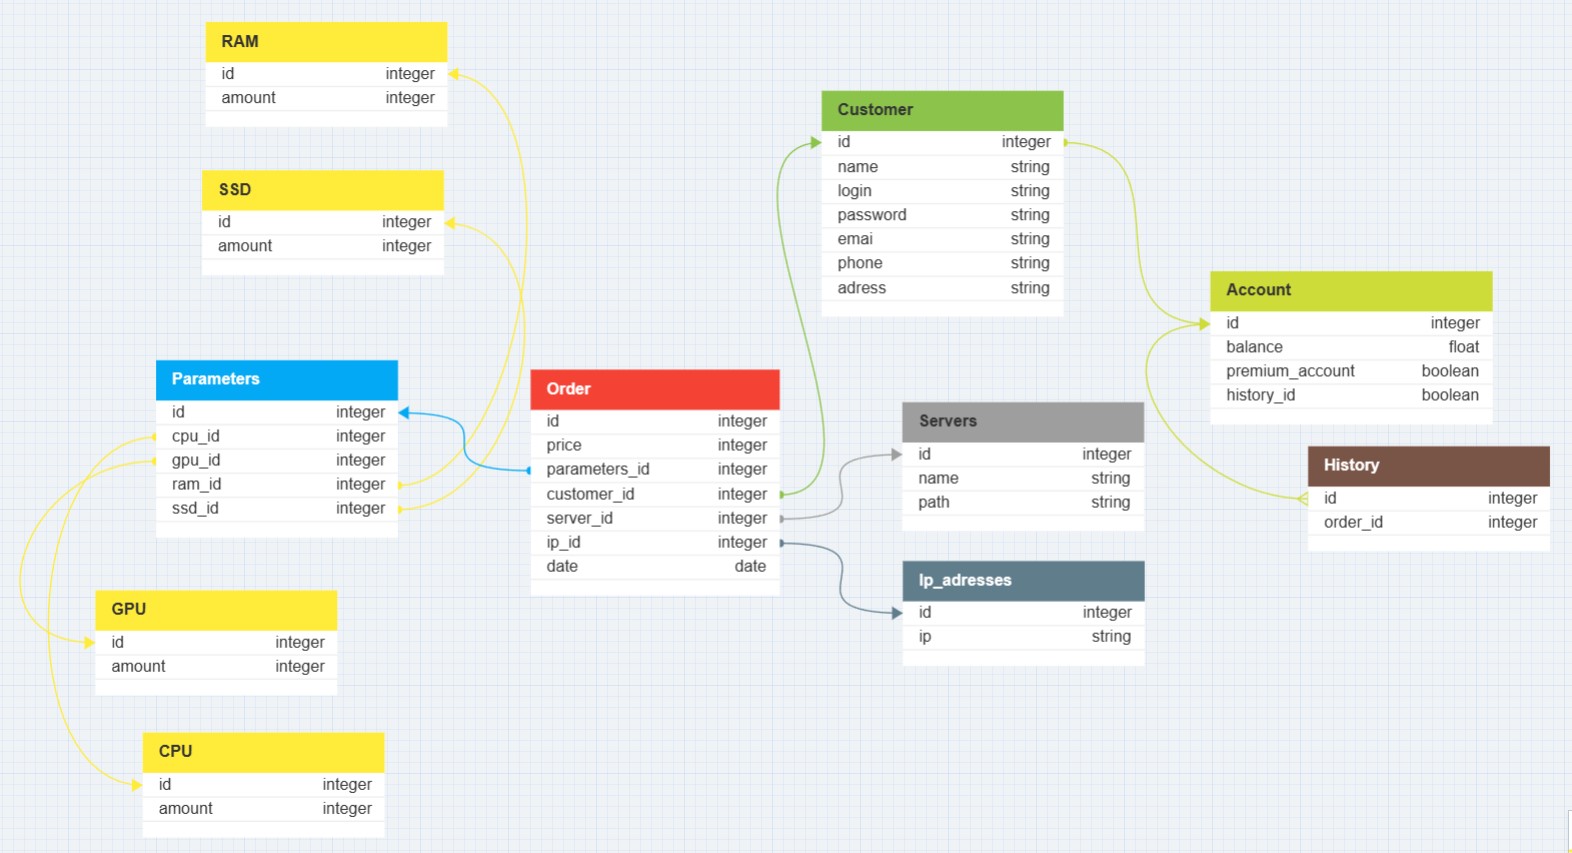 RAM
id integer
amount integer
SSD
id integer
amount integer
Customer
id integer
name string
login string
password string
emai string
phone string
adress string
Account
id integer
balance float
premium_account boolean
history_id boolean
Parameters
id integer
cpu_id integer
gpu_id integer
ram_id integer
ssd_id integer
Order
id integer
price integer
parameters_id integer
customer_id integer
server_id integer
ip_id integer
date date
Servers
id integer
name string
path string
History
id integer
order_id integer
Ip_adresses
id integer
ip string
GPU
id integer
amount integer
CPU
id integer
amount integer